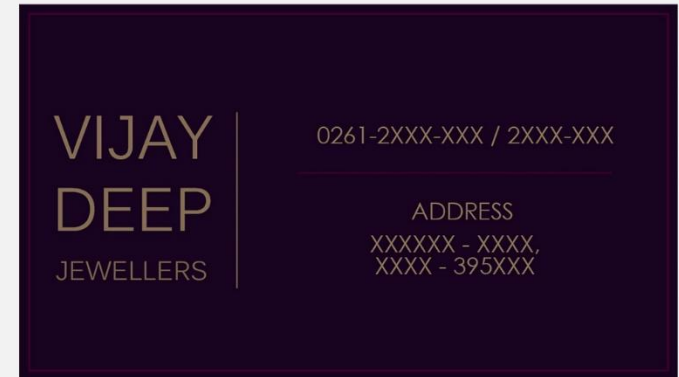 VIJAY
DEEP
JEWELLERS
0261-2XXX-XXX / 2XXX-XXX
ADDRESS
XXXXXX - XXXX,
XXXX - 395XXX